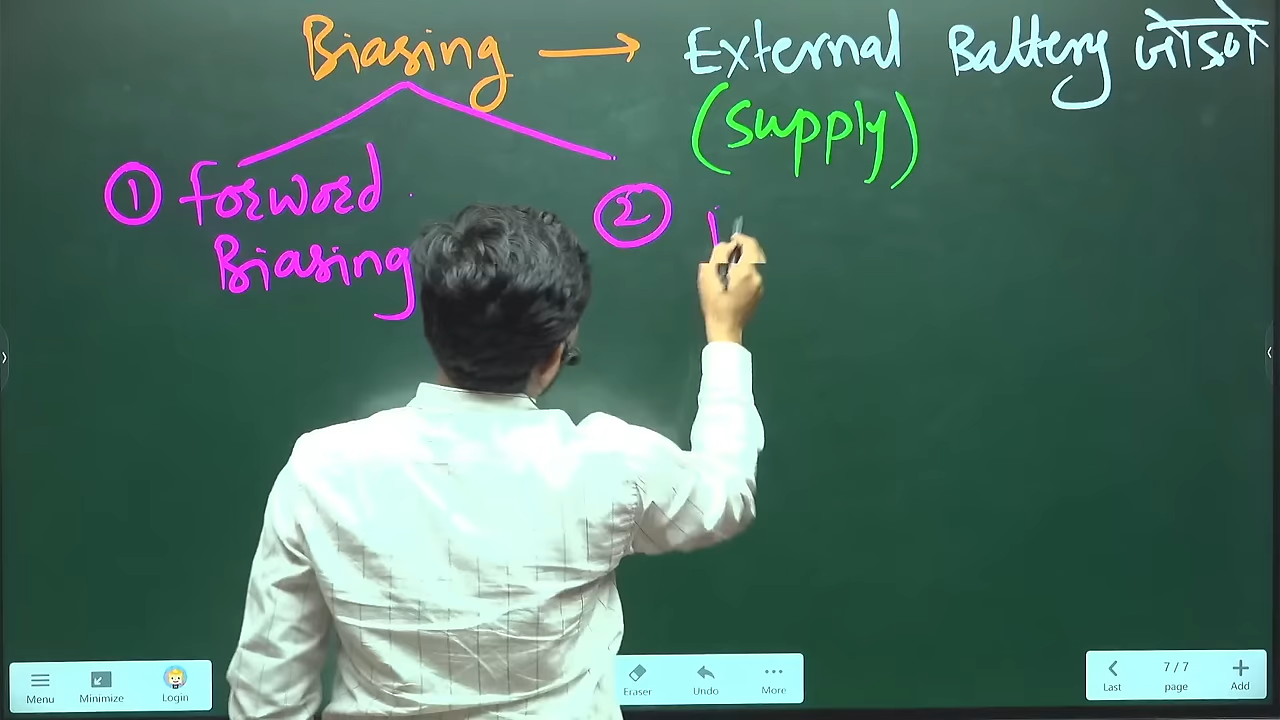 Biasing → External Battery जोडणे
(supply)
① forword ②
Biasing
Menu Minimize Login Eraser Undo More Last 7/7 page Add